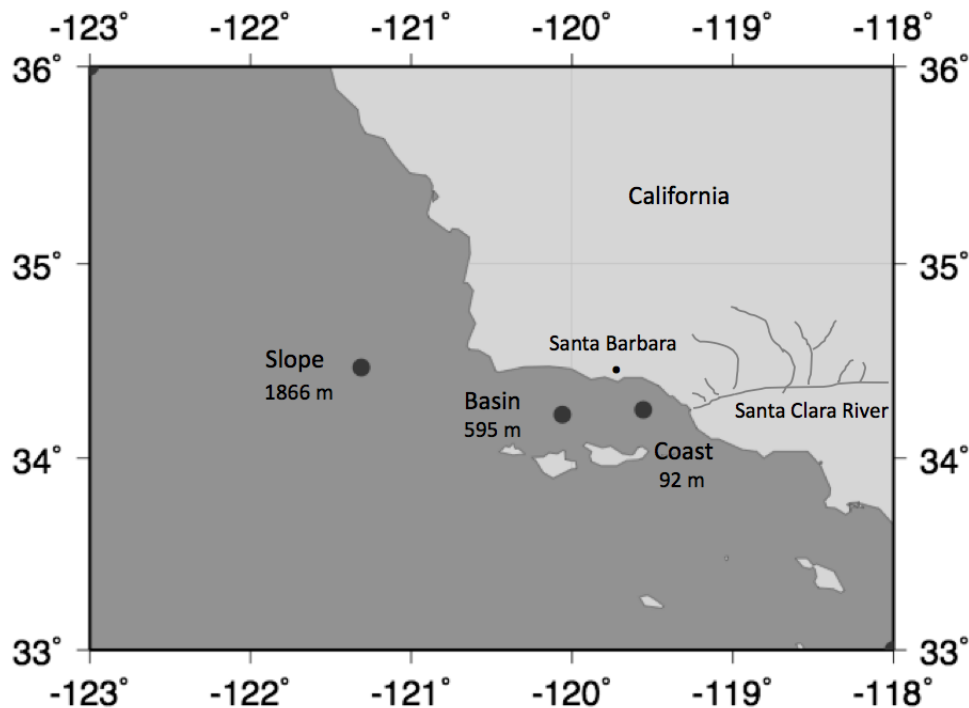 -123° -122° -121° -120° -119° -118°
36° 36°
California
35° 35°
Santa Barbara
Slope
1866 m
Basin
595 m
Santa Clara River
Coast
92 m
34° 34°
33° 33°
-123° -122° -121° -120° -119° -118°